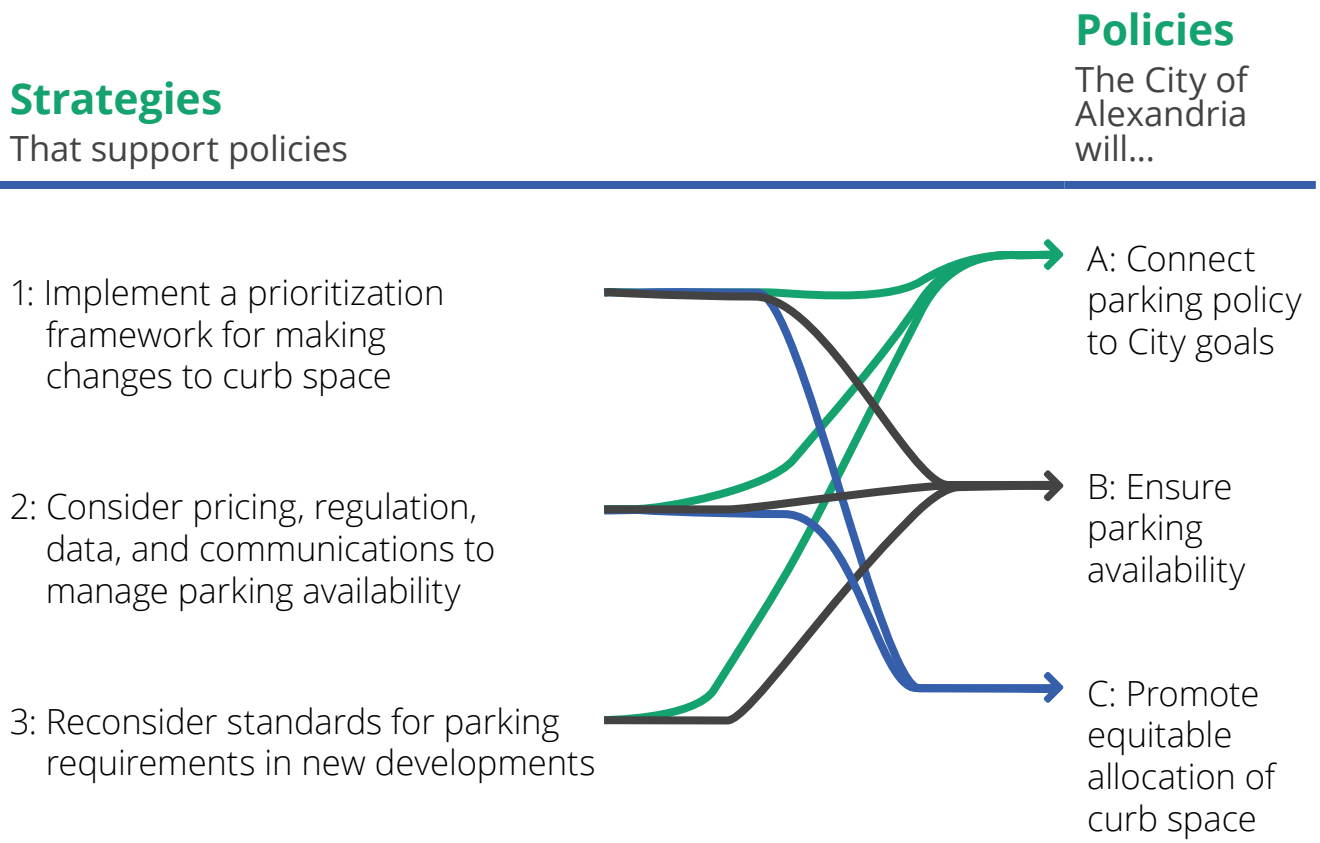 Strategies
That support policies
Policies
The City of
Alexandria
will...
1: Implement a prioritization
framework for making
changes to curb space
2: Consider pricing, regulation,
data, and communications to
manage parking availability
3: Reconsider standards for parking
requirements in new developments
A: Connect
parking policy
to City goals
B: Ensure
parking
availability
C: Promote
equitable
allocation of
curb space